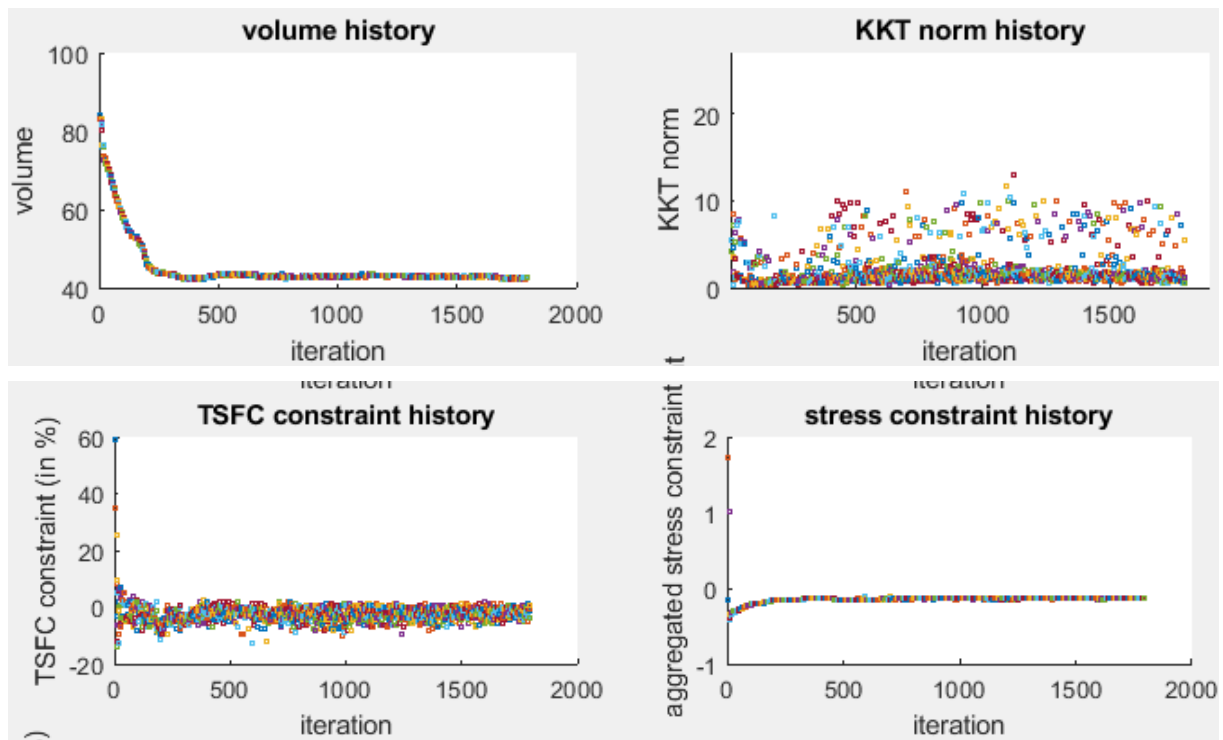 volume history
100
80
60
40
volume
0
500
1000
1500
2000
iteration
KKT norm history
20
10
0
KKT norm
500
1000
1500
iteration
iteration
TSFC constraint history
60
40
20
0
-20
TSFC constraint (in %)
0
500
1000
1500
2000
iteration
)
iteration
stress constraint history
2
1
0
-1
aggregated stress constraint
t
0
500
1000
1500
2000
iteration